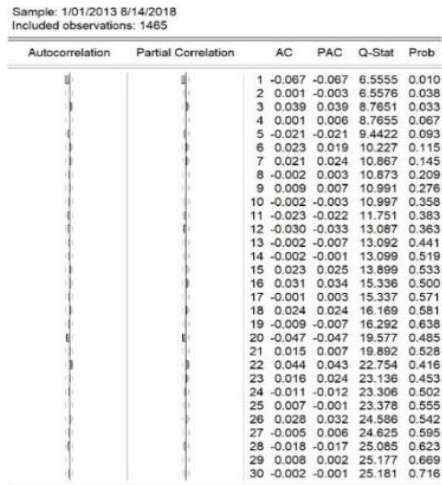 Sample: 1/01/2013 8/14/2018
Included observations: 1465
Autocorrelation Partial Correlation AC PAC Q-Stat Prob
1 -0.067 -0.067 6.5555 0.010
2 0.001 -0.003 6.5576 0.038
3 0.039 0.039 8.7651 0.033
4 0.001 0.006 8.7655 0.067
5 -0.021 -0.021 9.4422 0.093
6 0.023 0.019 10.227 0.115
7 0.021 0.024 10.867 0.145
8 -0.002 0.003 10.873 0.209
9 0.009 0.007 10.991 0.276
10 -0.002 -0.003 10.997 0.358
11 -0.023 -0.022 11.751 0.383
12 -0.030 -0.033 13.087 0.363
13 -0.002 -0.007 13.092 0.441
14 -0.002 -0.001 13.099 0.519
15 0.023 0.025 13.899 0.533
16 0.031 0.034 15.336 0.500
17 -0.001 0.003 15.337 0.571
18 0.024 0.024 16.169 0.581
19 -0.009 -0.007 16.292 0.638
20 -0.047 -0.047 19.577 0.485
21 0.015 0.007 19.892 0.528
22 0.044 0.043 22.754 0.416
23 0.016 0.024 23.136 0.453
24 -0.011 -0.012 23.306 0.502
25 0.007 -0.001 23.378 0.555
26 0.028 0.032 24.586 0.542
27 -0.005 0.006 24.625 0.595
28 -0.018 -0.017 25.085 0.623
29 0.008 0.002 25.177 0.669
30 -0.002 -0.001 25.181 0.716